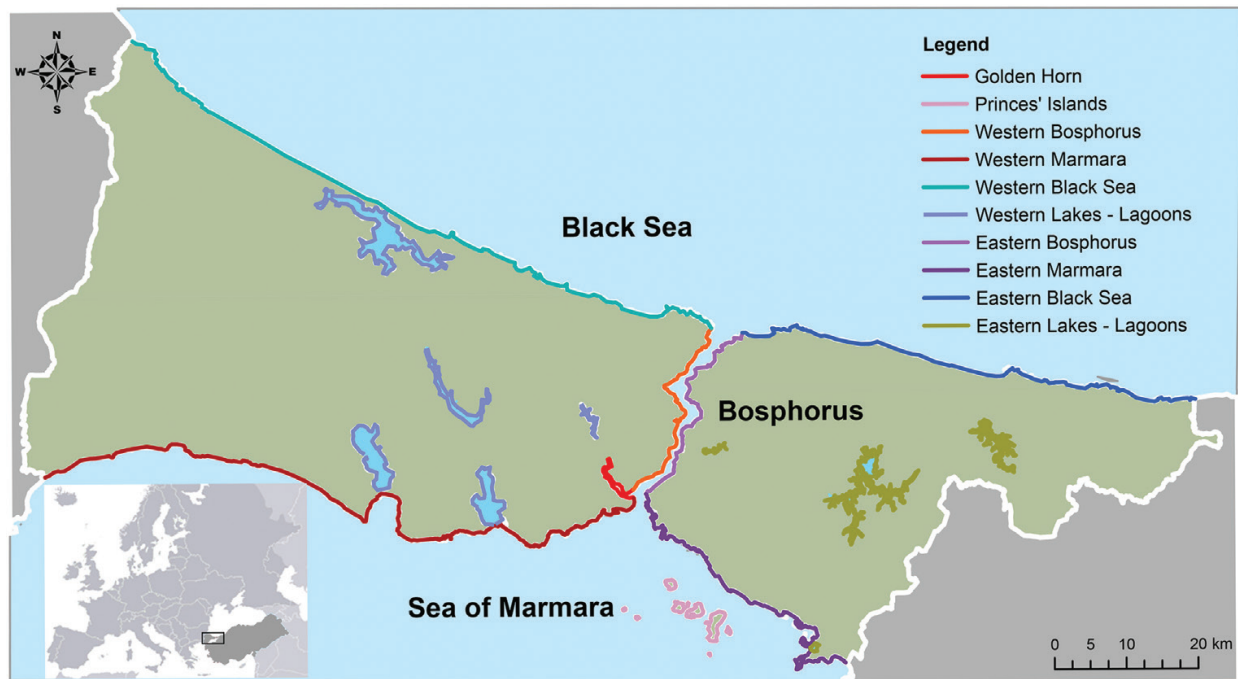 N
W E
S
Legend
Golden Horn
Princes' Islands
Western Bosphorus
Western Marmara
Western Black Sea
Western Lakes - Lagoons
Eastern Bosphorus
Eastern Marmara
Eastern Black Sea
Eastern Lakes - Lagoons
Black Sea
Bosphorus
Sea of Marmara
0 5 10 20 km